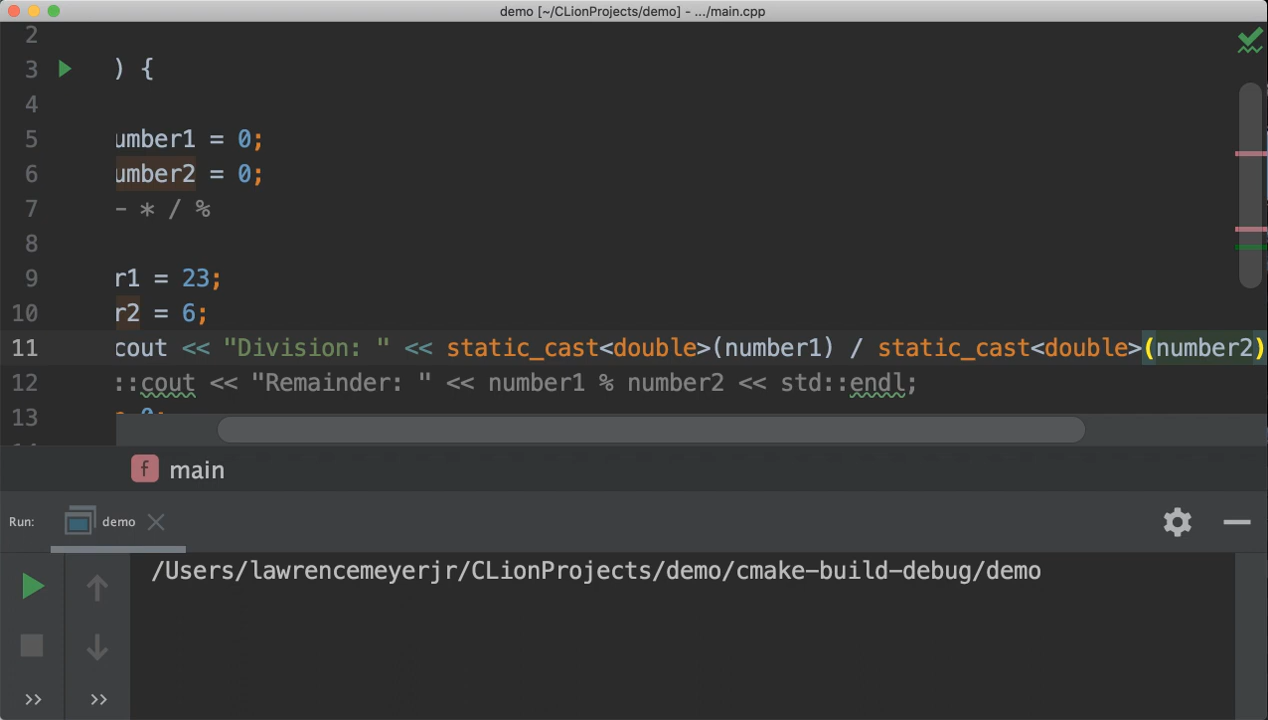 demo [~/CLionProjects/demo] - .../main.cpp
2
3 ) {
4
5 umber1 = 0;
6 umber2 = 0;
7 - * / %
8
9 r1 = 23;
10 r2 = 6;
11 cout << "Division: " << static_cast<double>(number1) / static_cast<double>(number2)
12 ::cout << "Remainder: " << number1 % number2 << std::endl;
13 0;
f main
Run: demo
/Users/lawrencemeyerjr/CLionProjects/demo/cmake-build-debug/demo